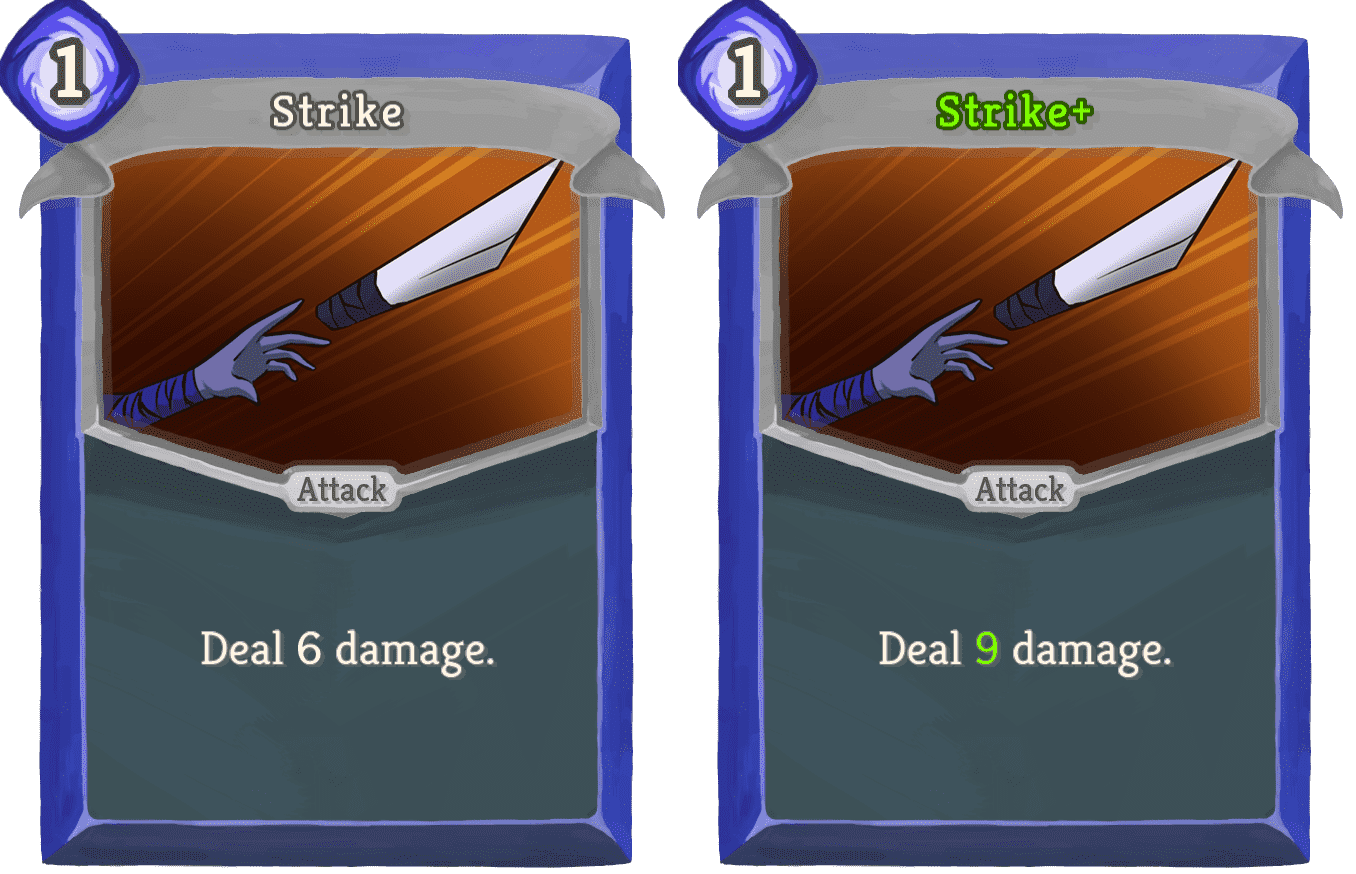 1
Strike
Attack
Deal 6 damage.
1
Strike+
Attack
Deal 9 damage.